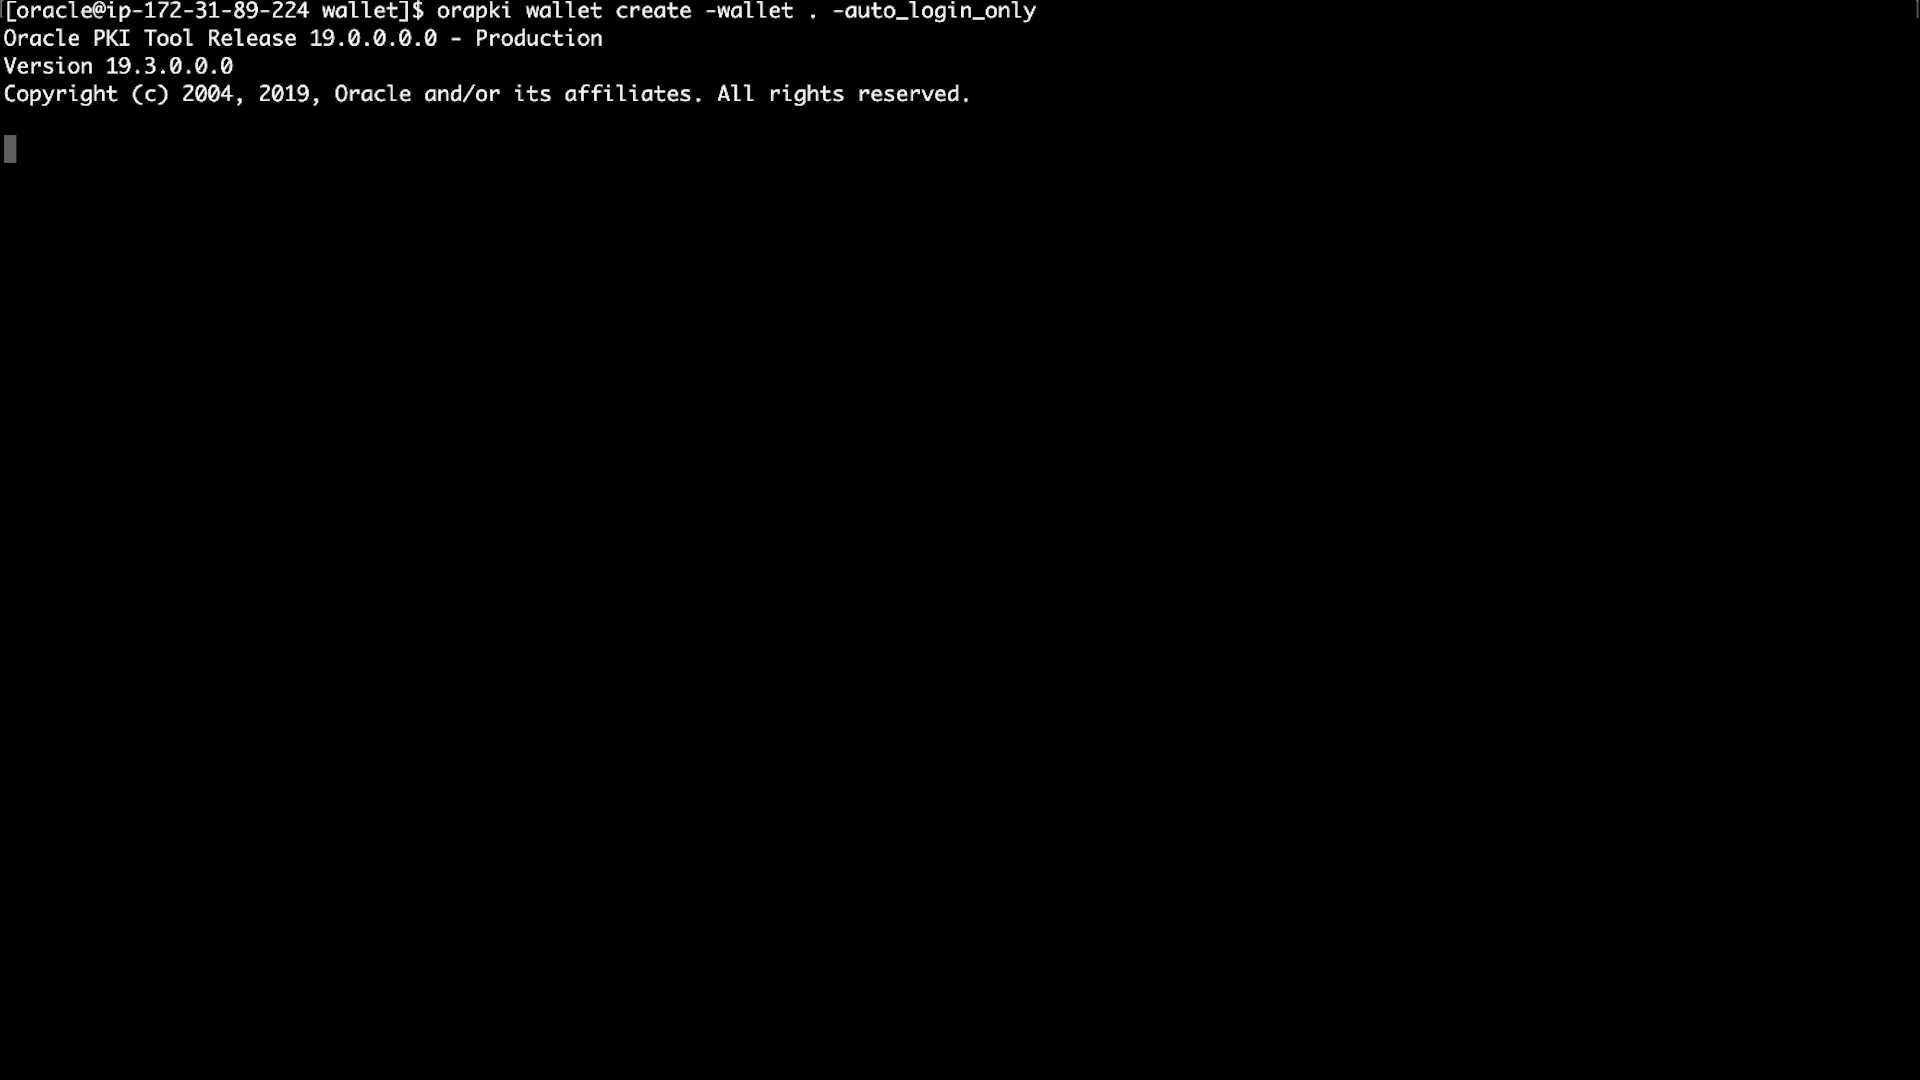 [oracle@ip-172-31-89-224 wallet]$ orapki wallet create -wallet . -auto_login_only
Oracle PKI Tool Release 19.0.0.0.0 - Production
Version 19.3.0.0.0
Copyright (c) 2004, 2019, Oracle and/or its affiliates. All rights reserved.